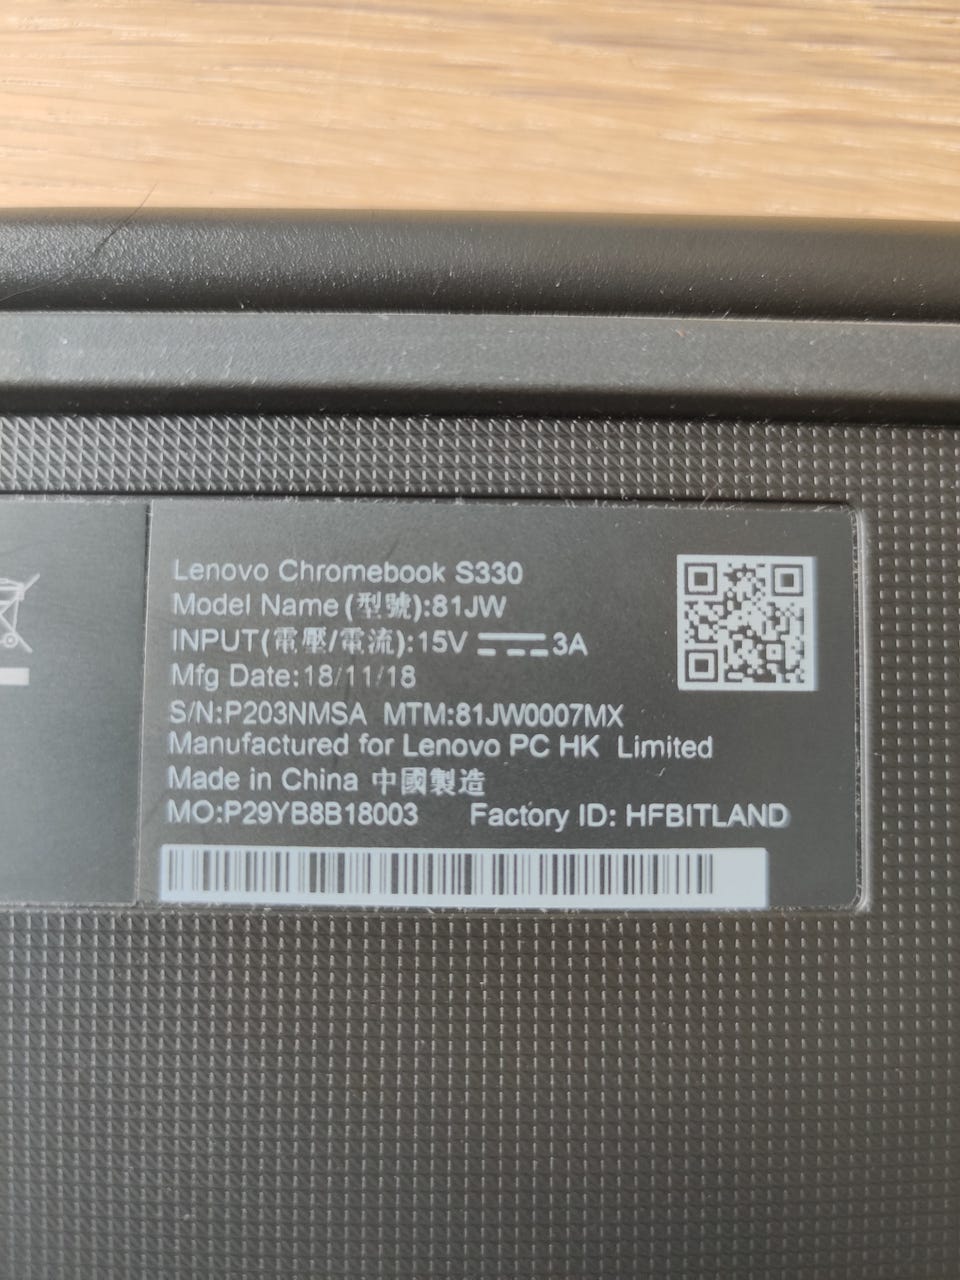 Lenovo Chromebook S330
Model Name (型號):81JW
INPUT(電壓/電流):15V ⎓ 3A
Mfg Date:18/11/18
S/N:P203NMSA MTM:81JW0007MX
Manufactured for Lenovo PC HK Limited
Made in China 中國製造
MO:P29YB8B18003 Factory ID: HFBITLAND